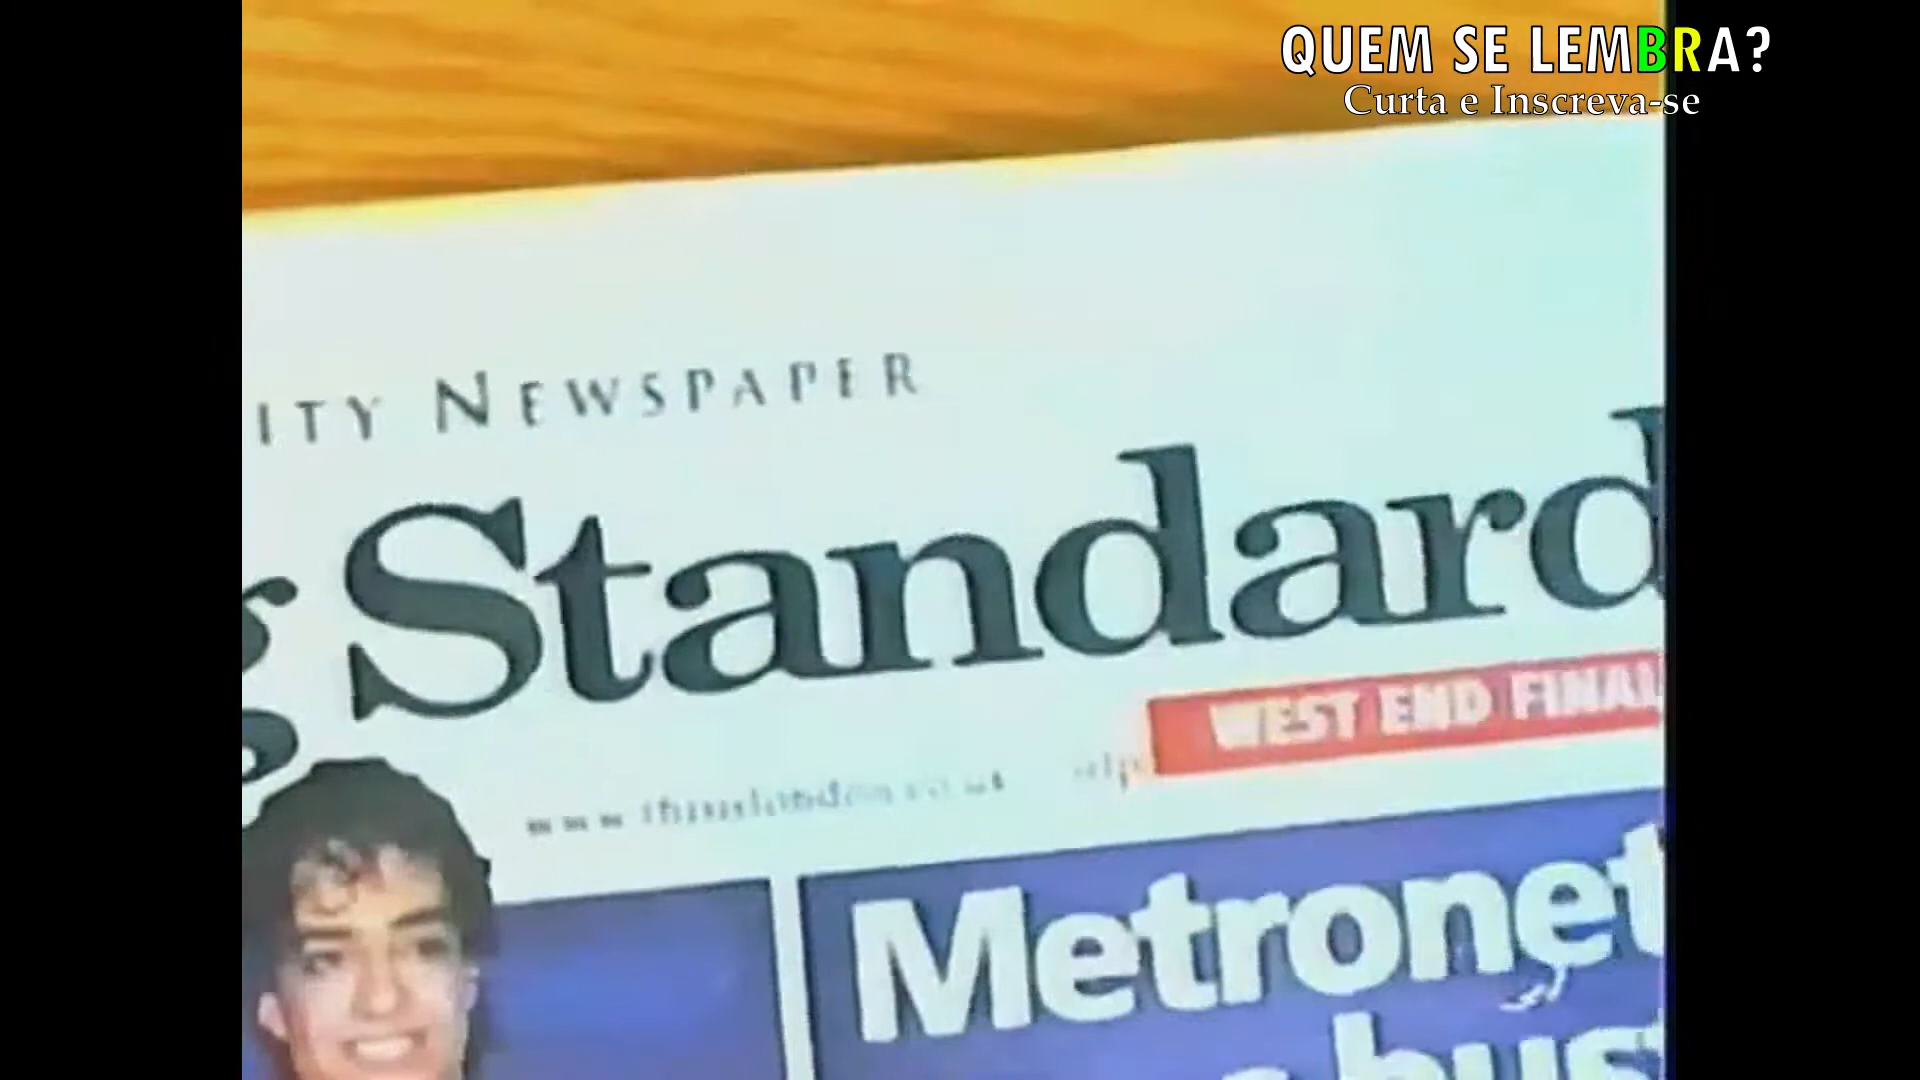 QUEM SE LEMBRA?
Curta e Inscreva-se
ITY NEWSPAPER
g Standard
WEST END FINAL
Metronet